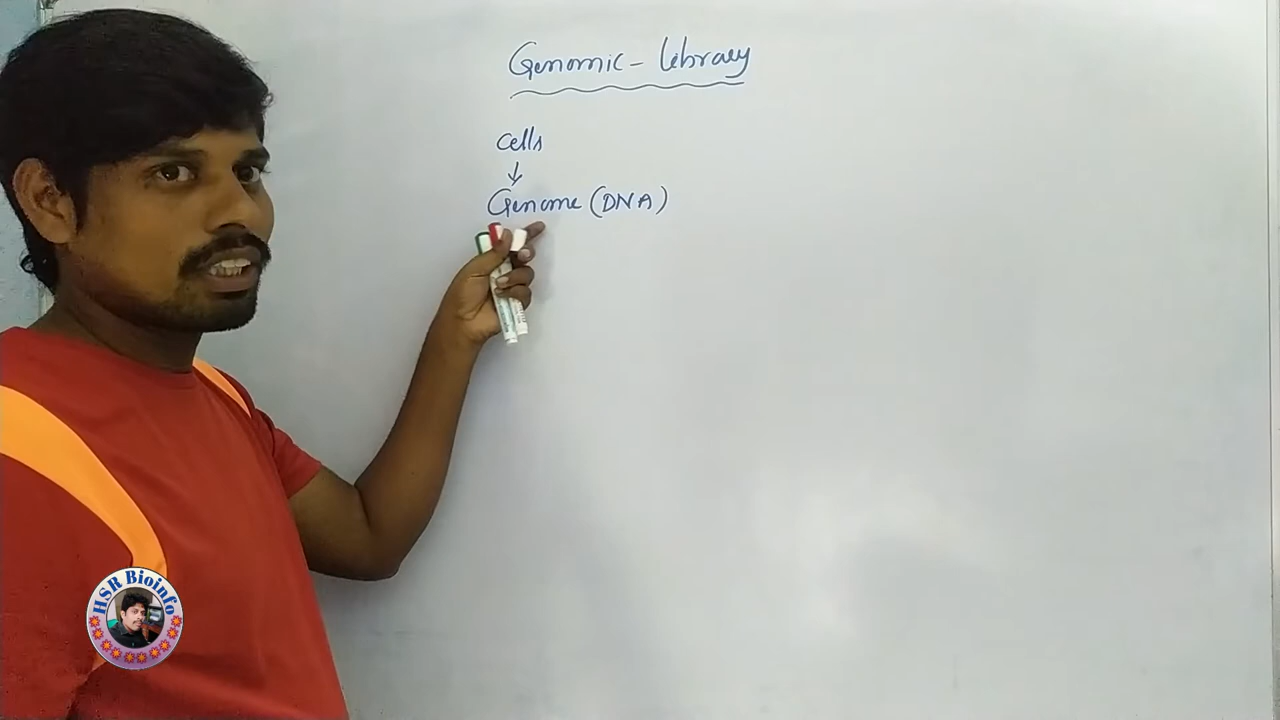 Genomic - Library
Cells
↓
Genome (DNA)
HSR Bioinfo